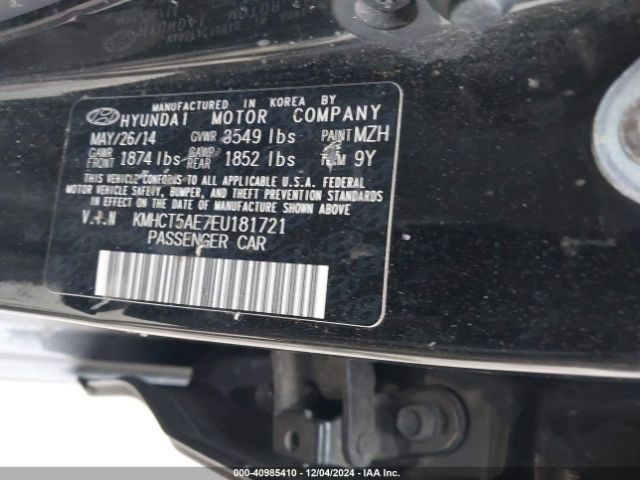 MANUFACTURED IN KOREA BY
HYUNDAI MOTOR COMPANY
MAY/26/14 GVWR 3549 lbs PAINT MZH
GAWR FRONT 1874 lbs GAWR REAR 1852 lbs TRIM 9Y
THIS VEHICLE CONFORMS TO ALL APPLICABLE U.S.A. FEDERAL
MOTOR VEHICLE SAFETY, BUMPER, AND THEFT PREVENTION STANDARDS
IN EFFECT ON THE DATE OF MANUFACTURE SHOWN ABOVE
V.I.N KMHCT5AE7EU181721
PASSENGER CAR
000-40985410 - 12/04/2024 - IAAI.COM